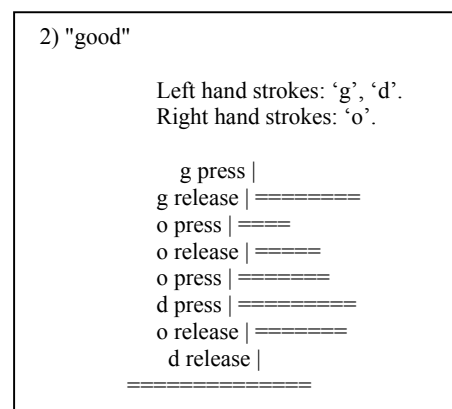 2) "good"
Left hand strokes: ‘g’, ‘d’.
Right hand strokes: ‘o’.
g press |
g release | ========
o press | ====
o release | =====
o press | =======
d press | =========
o release | =======
d release |
==============